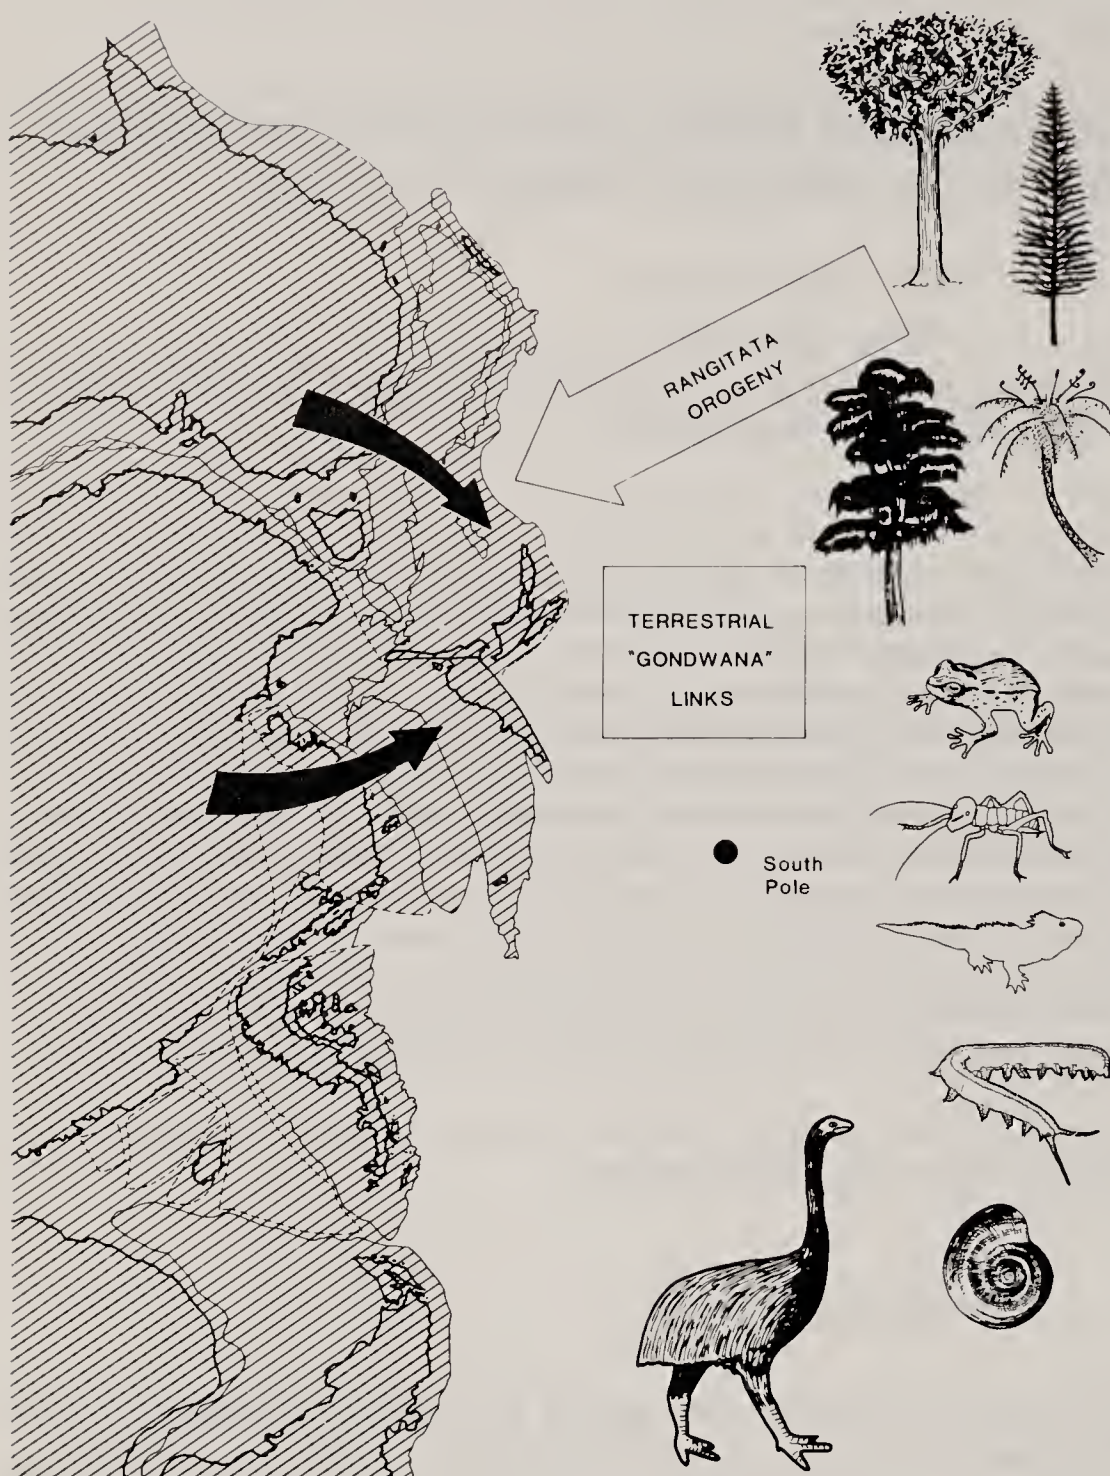 RANGITATA
OROGENY
TERRESTRIAL
"GONDWANA"
LINKS
South
Pole